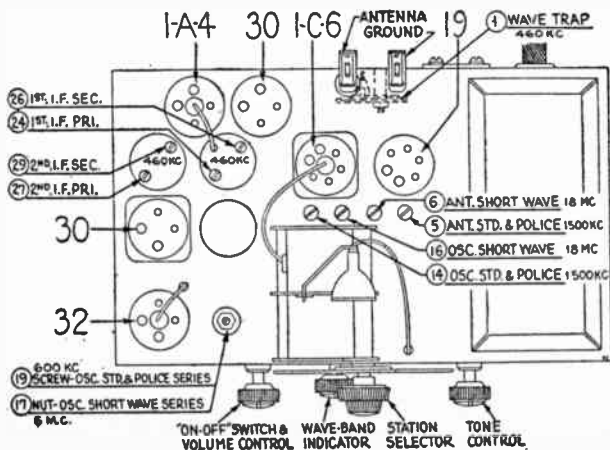 1-A-4
30
ANTENNA
GROUND
19
① WAVE TRAP
460 KC
1-C-6
㉖ 1ST. I.F. SEC.
㉔ 1ST. I.F. PRI.
㉙ 2ND. I.F. SEC.
㉗ 2ND. I.F. PRI.
460KC
460KC
30
32
⑥ ANT. SHORT WAVE 18 MC
⑤ ANT. STD. & POLICE 1500KC
⑯ OSC. SHORT WAVE 18 MC
⑭ OSC. STD. & POLICE 1500KC
600 KC
⑲ SCREW-OSC. STD. & POLICE SERIES
⑰ NUT-OSC. SHORT WAVE SERIES
6 M.C.
"ON-OFF" SWITCH &
VOLUME CONTROL
WAVE-BAND
INDICATOR
STATION
SELECTOR
TONE
CONTROL